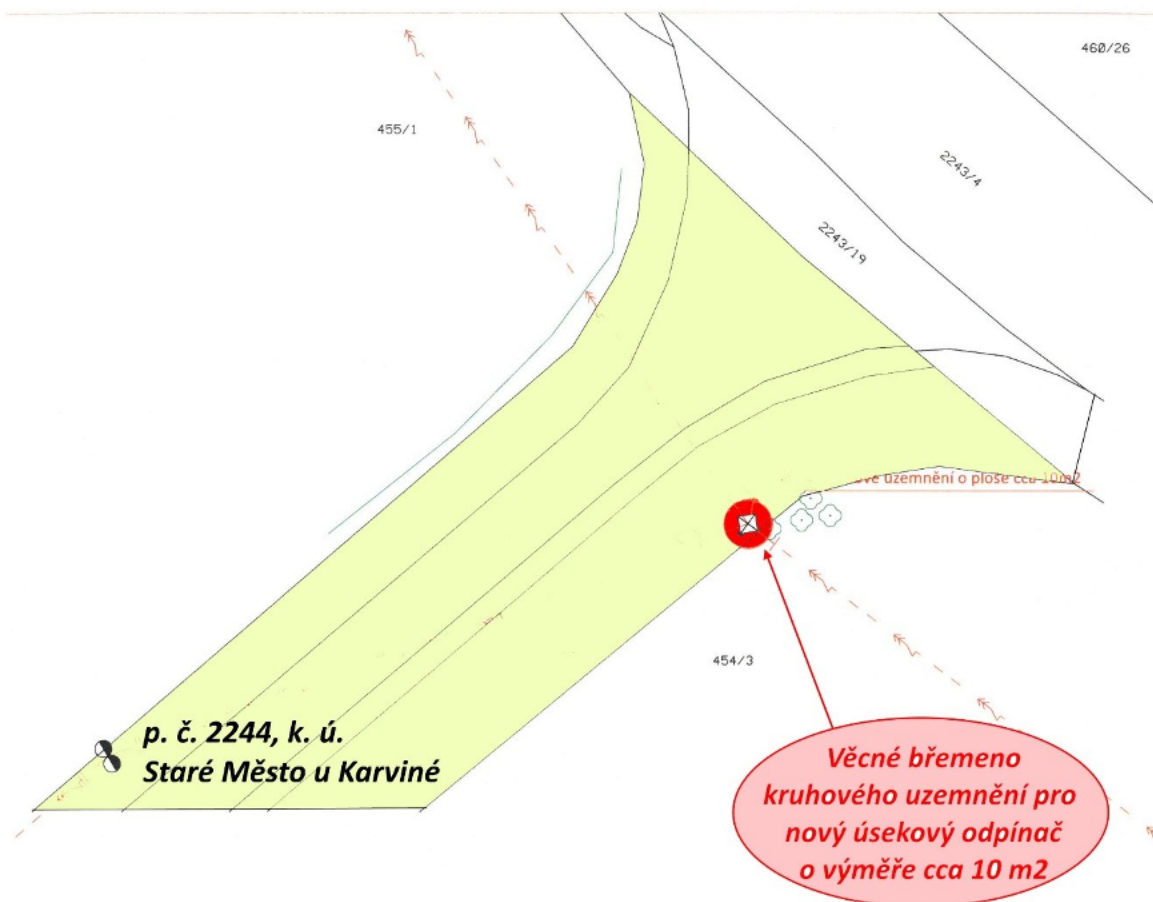 460/26
455/1
2243/4
2243/19
uzemnění o ploše cca 10m2
454/3
p. č. 2244, k. ú.
Staré Město u Karviné
Věcné břemeno
kruhového uzemnění pro
nový úsekový odpínač
o výměře cca 10 m2